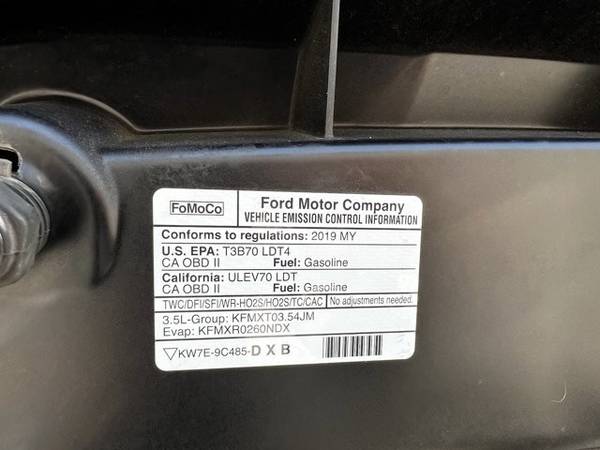 FoMoCo
Ford Motor Company
VEHICLE EMISSION CONTROL INFORMATION
Conforms to regulations: 2019 MY
U.S. EPA: T3B70 LDT4
CA OBD II Fuel: Gasoline
California: ULEV70 LDT
CA OBD II Fuel: Gasoline
TWC/DFI/SFI/WR-HO2S/HO2S/TC/CAC No adjustments needed.
3.5L-Group: KFMXT03.54JM
Evap: KFMXR0260NDX
KW7E-9C485-D X B